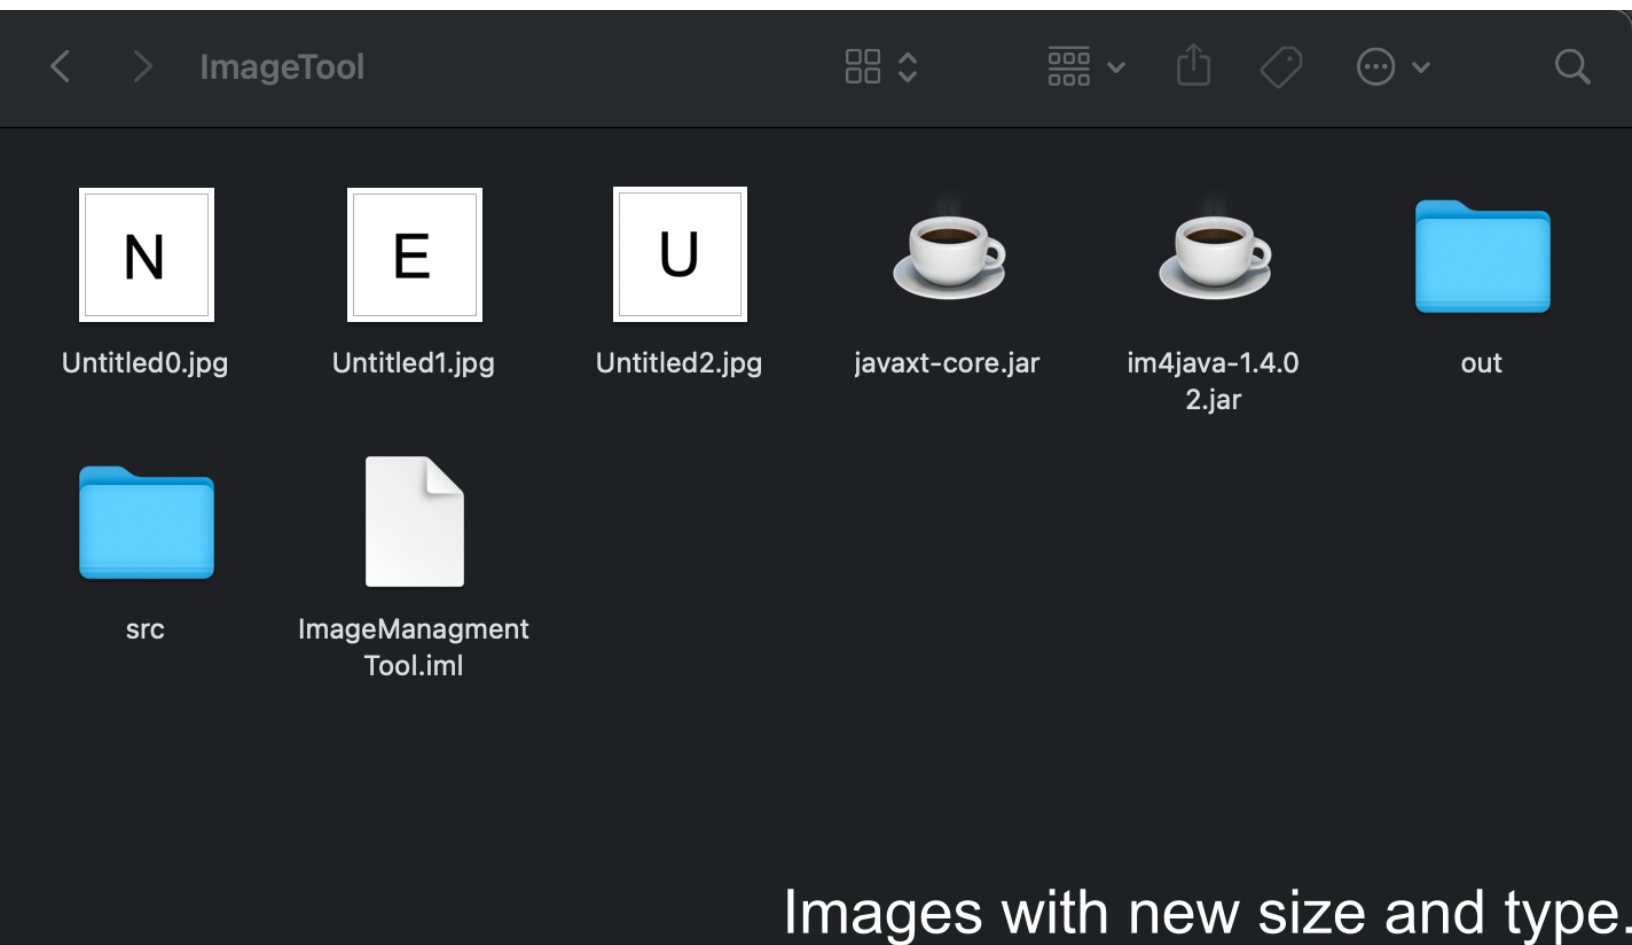 ImageTool
N
E
U
Untitled0.jpg
Untitled1.jpg
Untitled2.jpg
javaxt-core.jar
im4java-1.4.0
2.jar
out
src
ImageManagment
Tool.iml
Images with new size and type.